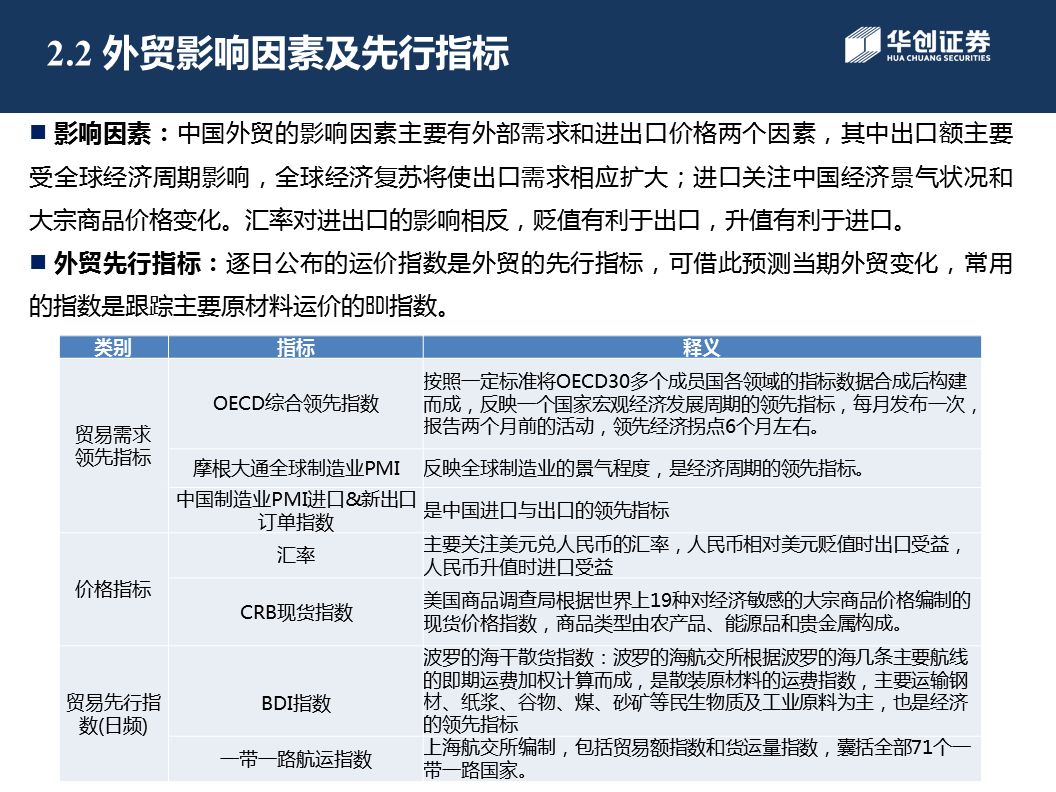 2.2 外贸影响因素及先行指标
华创证券
HUA CHUANG SECURITIES
■ 影响因素：中国外贸的影响因素主要有外部需求和进出口价格两个因素，其中出口额主要
受全球经济周期影响，全球经济复苏将使出口需求相应扩大；进口关注中国经济景气状况和
大宗商品价格变化。汇率对进出口的影响相反，贬值有利于出口，升值有利于进口。
■ 外贸先行指标：逐日公布的运价指数是外贸的先行指标，可借此预测当期外贸变化，常用
的指数是跟踪主要原材料运价的BDI指数。
类别 指标 释义
贸易需求
领先指标
OECD综合领先指数
按照一定标准将OECD30多个成员国各领域的指标数据合成后构建
而成，反映一个国家宏观经济发展周期的领先指标，每月发布一次，
报告两个月前的活动，领先经济拐点6个月左右。
摩根大通全球制造业PMI 反映全球制造业的景气程度，是经济周期的领先指标。
中国制造业PMI进口&新出口
订单指数
是中国进口与出口的领先指标
价格指标
汇率
主要关注美元兑人民币的汇率，人民币相对美元贬值时出口受益，
人民币升值时进口受益
CRB现货指数
美国商品调查局根据世界上19种对经济敏感的大宗商品价格编制的
现货价格指数，商品类型由农产品、能源品和贵金属构成。
贸易先行指
数(日频)
BDI指数
波罗的海干散货指数：波罗的海航交所根据波罗的海几条主要航线
的即期运费加权计算而成，是散装原材料的运费指数，主要运输钢
材、纸浆、谷物、煤、砂矿等民生物质及工业原料为主，也是经济
的领先指标
一带一路航运指数
上海航交所编制，包括贸易额指数和货运量指数，囊括全部71个一
带一路国家。